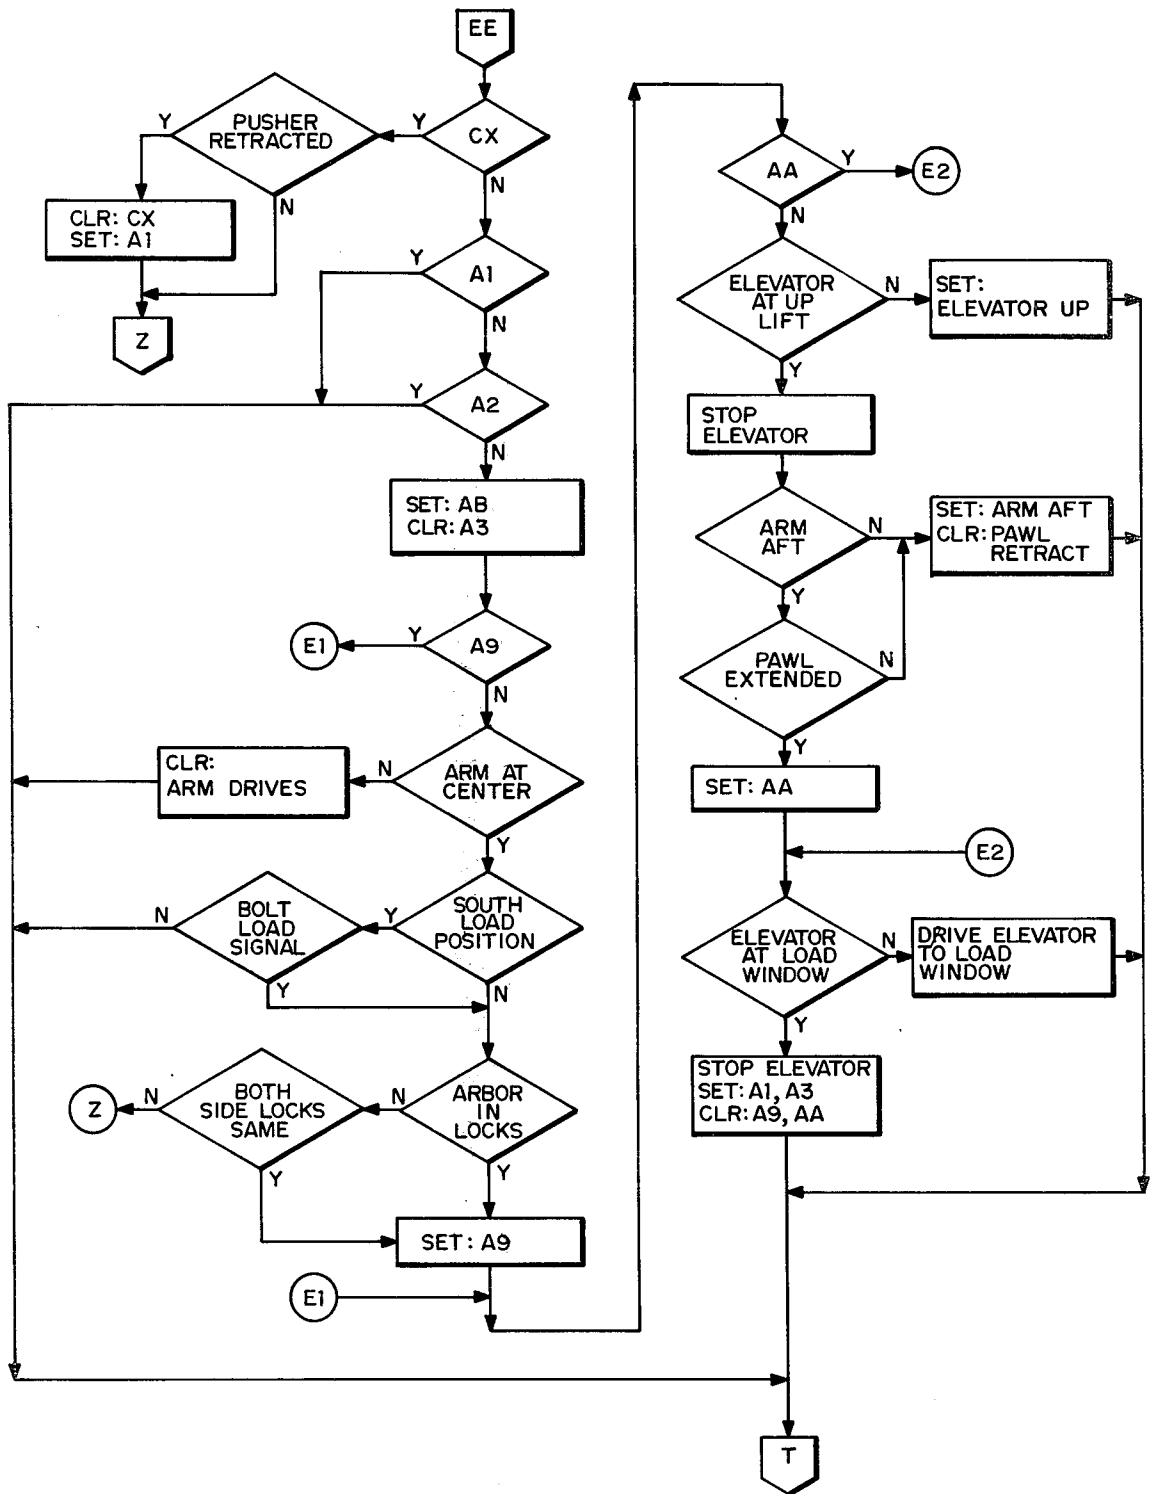 EE
CX
Y
N
PUSHER
RETRACTED
Y
N
CLR: CX
SET: A1
Z
A1
Y
N
A2
Y
N
SET: AB
CLR: A3
A9
Y
N
E1
ARM AT
CENTER
N
Y
CLR:
ARM DRIVES
SOUTH
LOAD
POSITION
Y
N
BOLT
LOAD
SIGNAL
N
Y
ARBOR
IN
LOCKS
N
Y
BOTH
SIDE LOCKS
SAME
N
Y
Z
SET: A9
E1
AA
Y
N
E2
ELEVATOR
AT UP
LIFT
N
Y
SET:
ELEVATOR UP
STOP
ELEVATOR
ARM
AFT
N
Y
SET: ARM AFT
CLR: PAWL
RETRACT
PAWL
EXTENDED
N
Y
SET: AA
E2
ELEVATOR
AT LOAD
WINDOW
N
Y
DRIVE ELEVATOR
TO LOAD
WINDOW
STOP ELEVATOR
SET: A1, A3
CLR: A9, AA
T